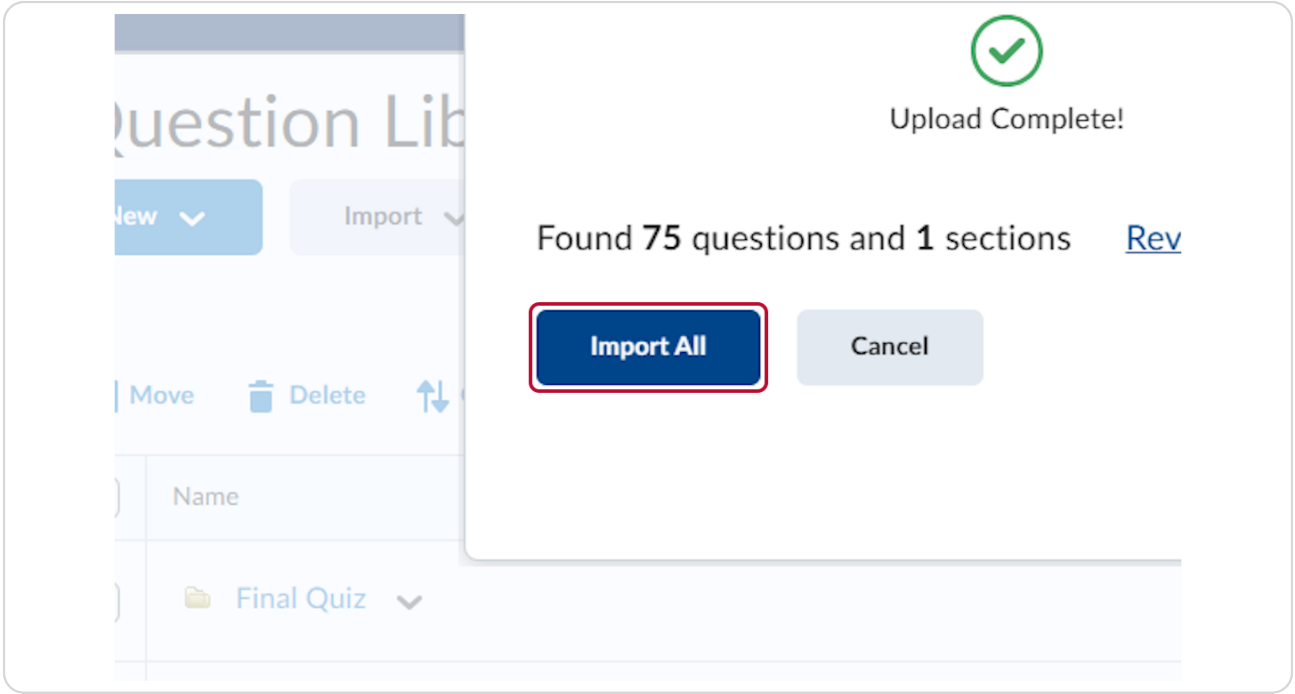 Upload Complete!
Question Lib
New
Import
Found 75 questions and 1 sections
Rev
Import All
Cancel
Move
Delete
Name
Final Quiz